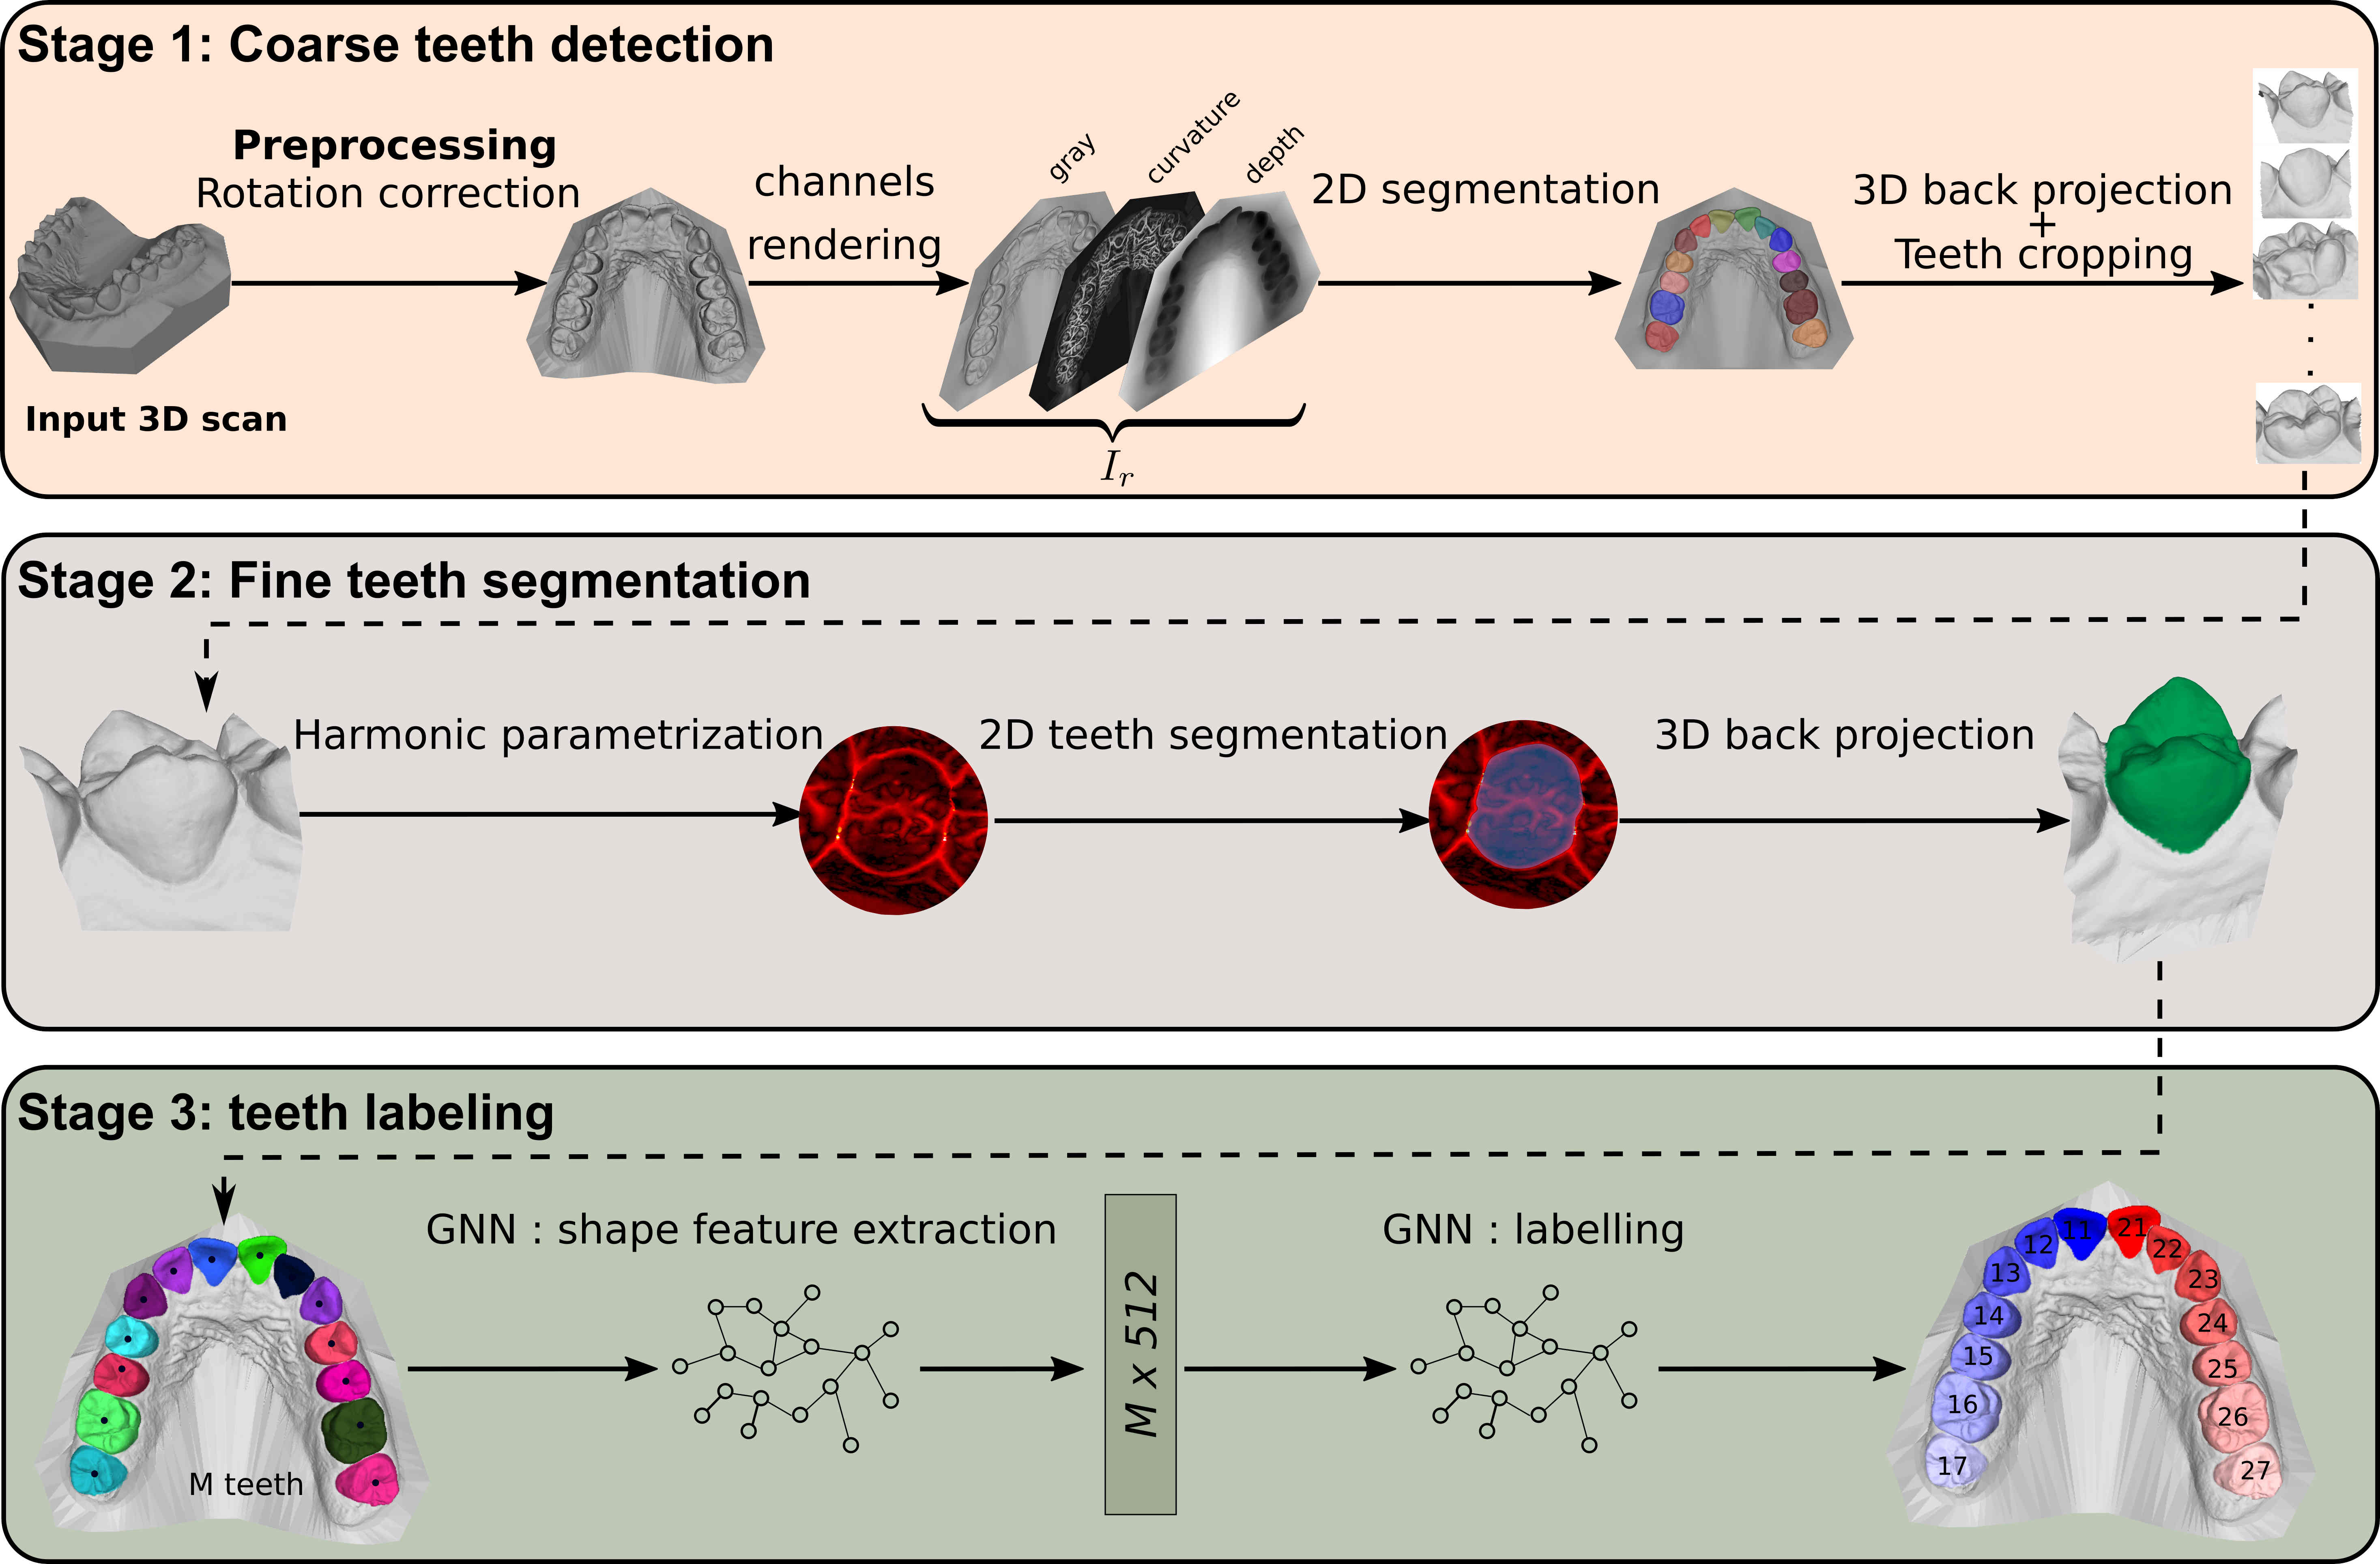 Stage 1: Coarse teeth detection
Preprocessing
Rotation correction
channels
rendering
gray
curvature
depth
2D segmentation
3D back projection
+
Teeth cropping
Input 3D scan
I_r
Stage 2: Fine teeth segmentation
Harmonic parametrization
2D teeth segmentation
3D back projection
Stage 3: teeth labeling
GNN : shape feature extraction
M x 512
GNN : labelling
M teeth
11
12
13
14
15
16
17
21
22
23
24
25
26
27